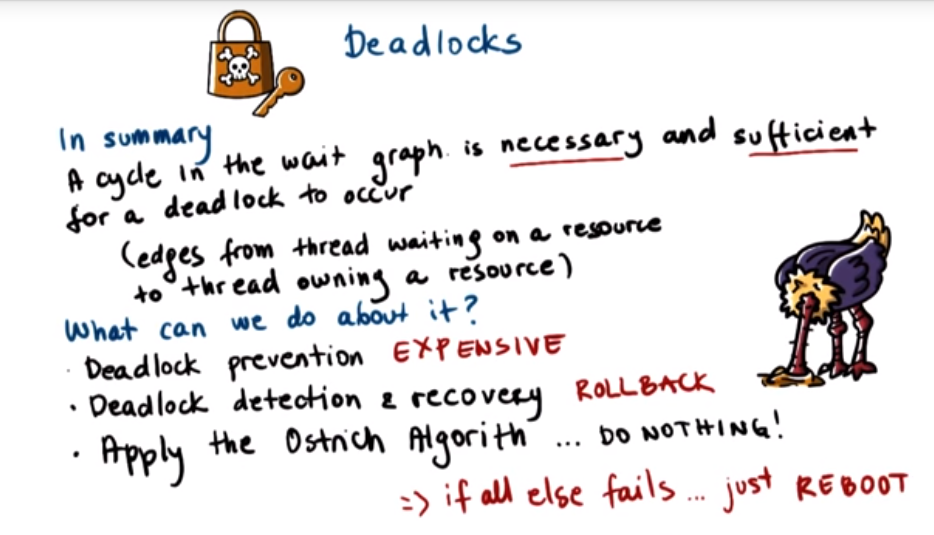 Deadlocks
In summary
A cycle in the wait graph is necessary and sufficient
for a deadlock to occur
(edges from thread waiting on a resource
to thread owning a resource)
What can we do about it?
· Deadlock prevention EXPENSIVE
· Deadlock detection & recovery ROLLBACK
· Apply the Ostrich Algorith ... DO NOTHING!
=> if all else fails ... just REBOOT